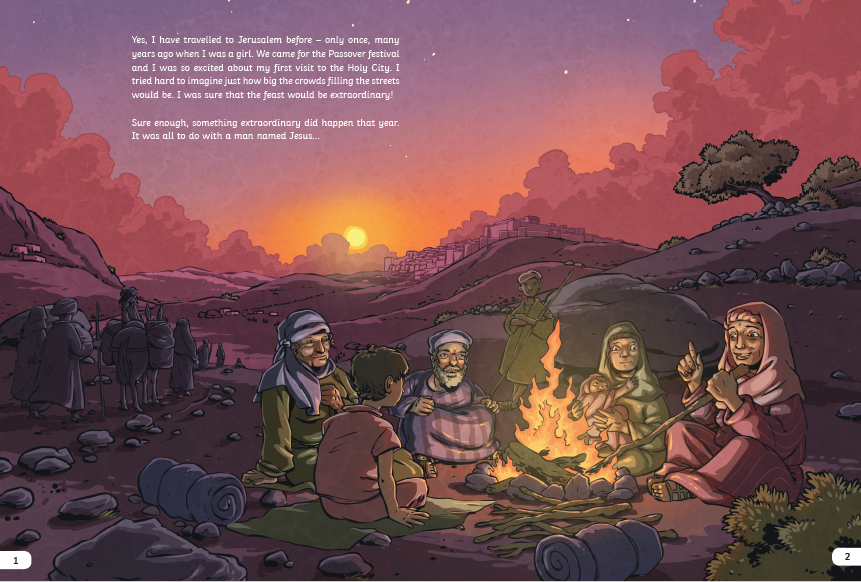 Yes, I have travelled to Jerusalem before – only once, many
years ago when I was a girl. We came for the Passover festival
and I was so excited about my first visit to the Holy City. I
tried hard to imagine just how big the crowds filling the streets
would be. I was sure that the feast would be extraordinary!
Sure enough, something extraordinary did happen that year.
It was all to do with a man named Jesus...
1
2